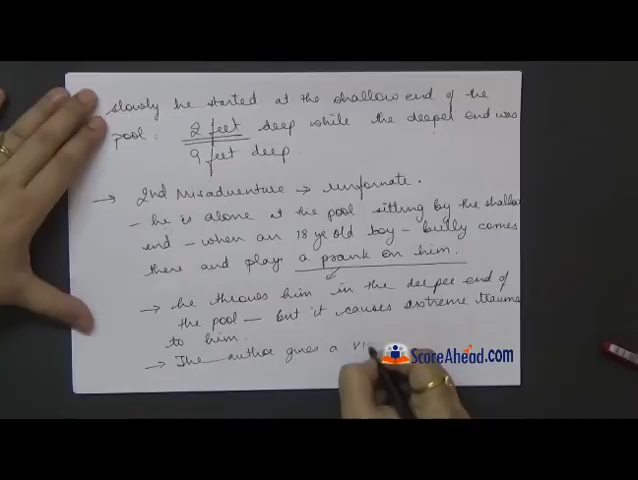 slowly he started at the shallow end of the
pool: 2 feet deep while the deeper end was
9 feet deep
→ 2nd Misadventure →
- he is alone at the pool sitting by the shallow
end - when an 18 ye old boy - bully comes
there and plays a prank on him.
→ he throws him in the deeper end of
the pool - but it causes extreme trauma
to him.
→ The author gives a vi
ScoreAhead.com